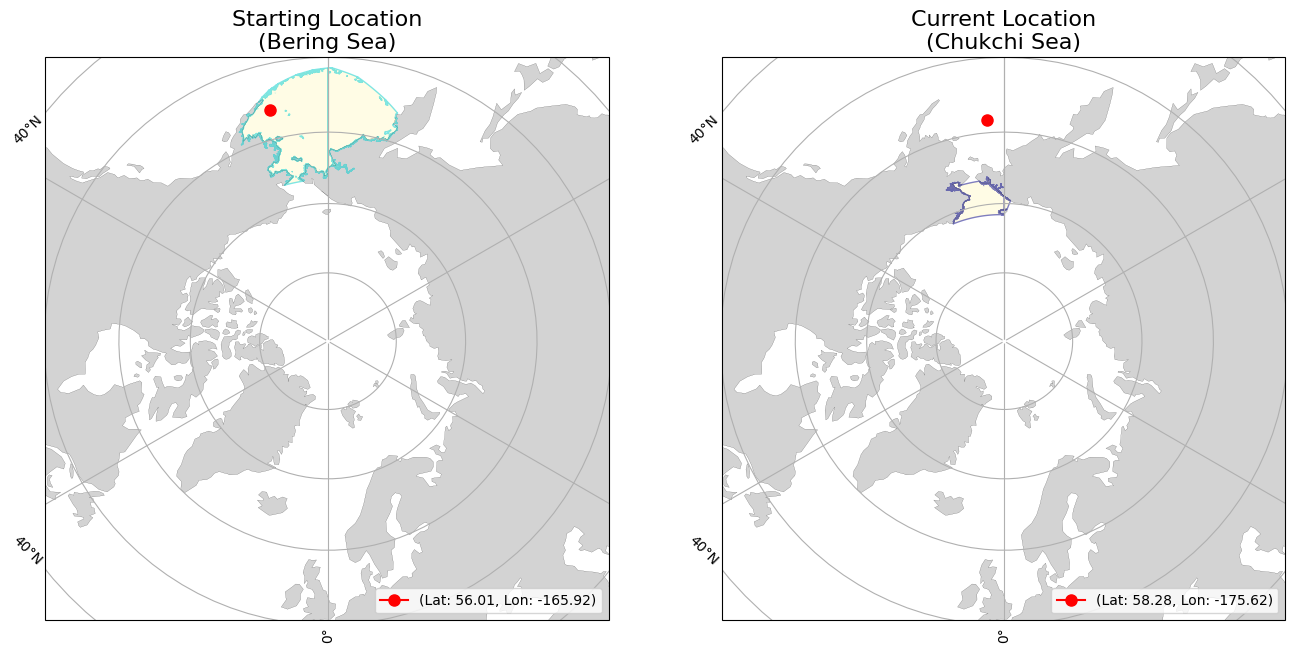 Starting Location
(Bering Sea)
40°N
40°N
0°
(Lat: 56.01, Lon: -165.92)
Current Location
(Chukchi Sea)
40°N
40°N
0°
(Lat: 58.28, Lon: -175.62)